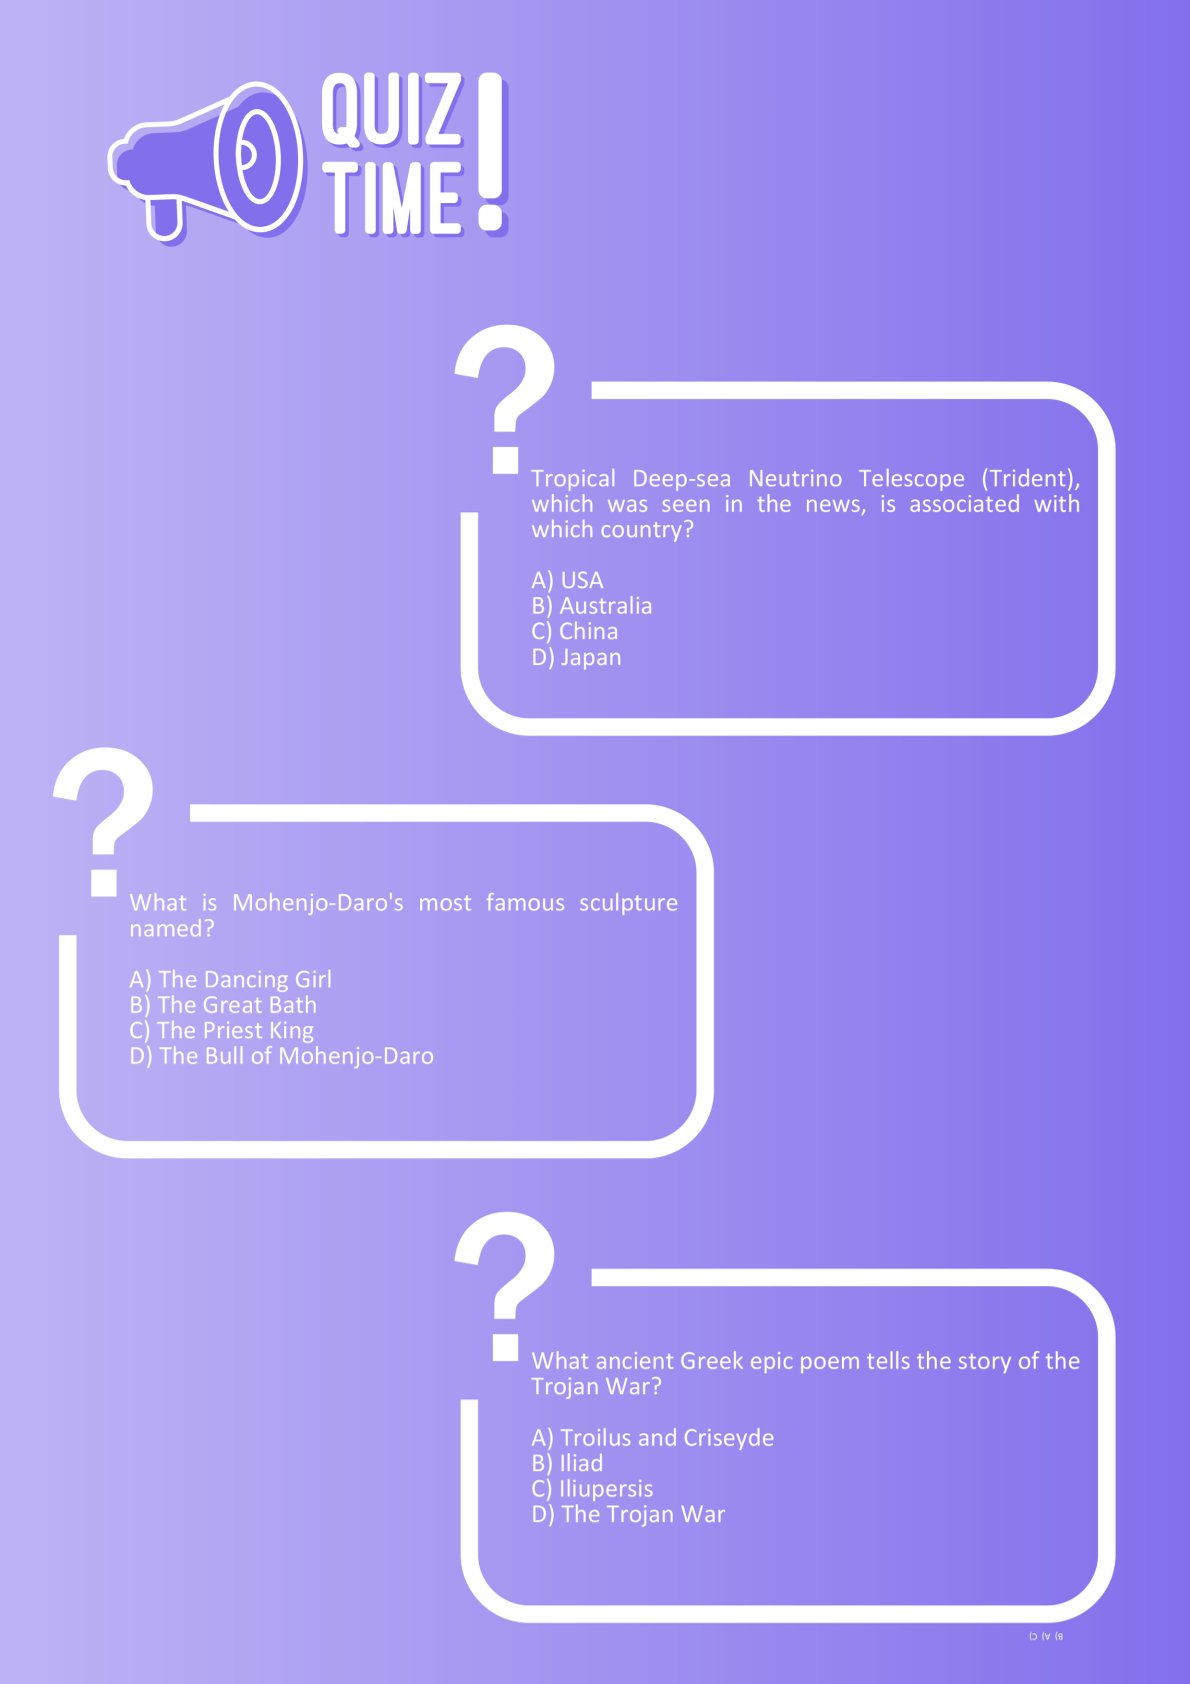 QUIZ
TIME!
?
Tropical Deep-sea Neutrino Telescope (Trident),
which was seen in the news, is associated with
which country?
A) USA
B) Australia
C) China
D) Japan
?
What is Mohenjo-Daro's most famous sculpture
named?
A) The Dancing Girl
B) The Great Bath
C) The Priest King
D) The Bull of Mohenjo-Daro
?
What ancient Greek epic poem tells the story of the
Trojan War?
A) Troilus and Criseyde
B) Iliad
C) Iliupersis
D) The Trojan War
C) A) B)